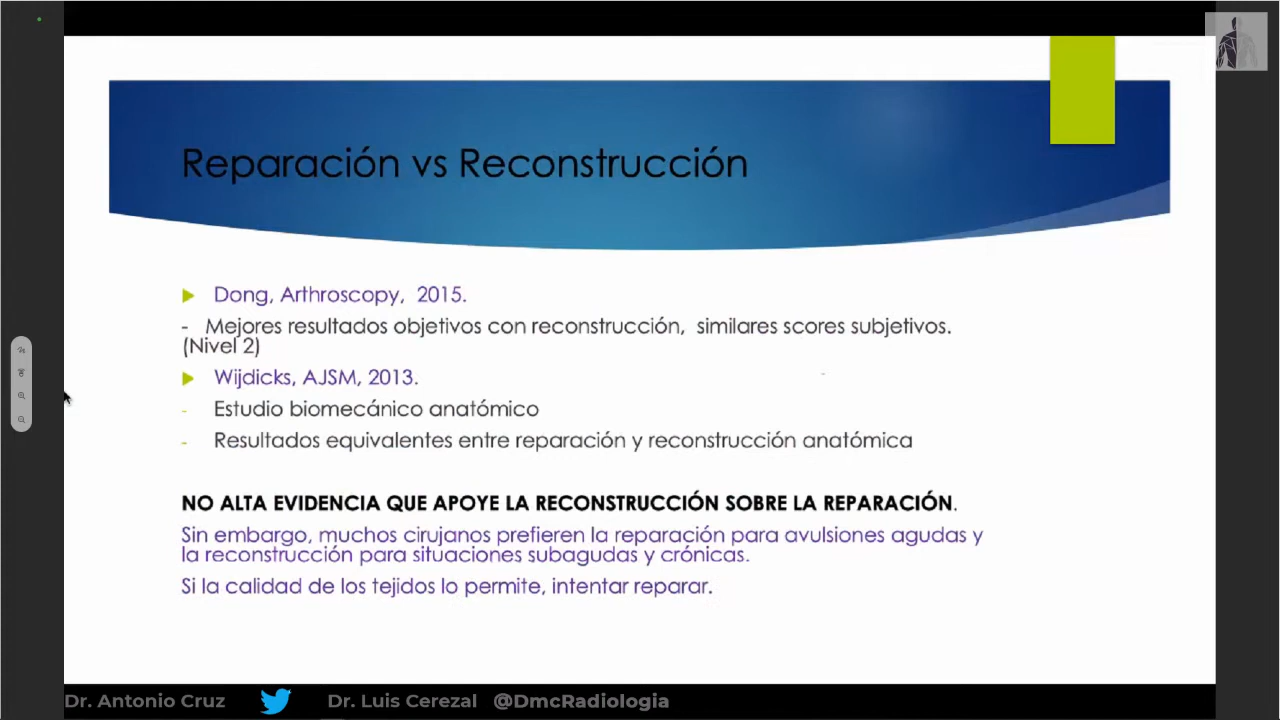 Reparación vs Reconstrucción
Dong, Arthroscopy, 2015.
- Mejores resultados objetivos con reconstrucción, similares scores subjetivos.
(Nivel 2)
Wijdicks, AJSM, 2013.
- Estudio biomecánico anatómico
- Resultados equivalentes entre reparación y reconstrucción anatómica
NO ALTA EVIDENCIA QUE APOYE LA RECONSTRUCCIÓN SOBRE LA REPARACIÓN.
Sin embargo, muchos cirujanos prefieren la reparación para avulsiones agudas y
la reconstrucción para situaciones subagudas y crónicas.
Si la calidad de los tejidos lo permite, intentar reparar.
Dr. Antonio Cruz Dr. Luis Cerezal @DmcRadiologia